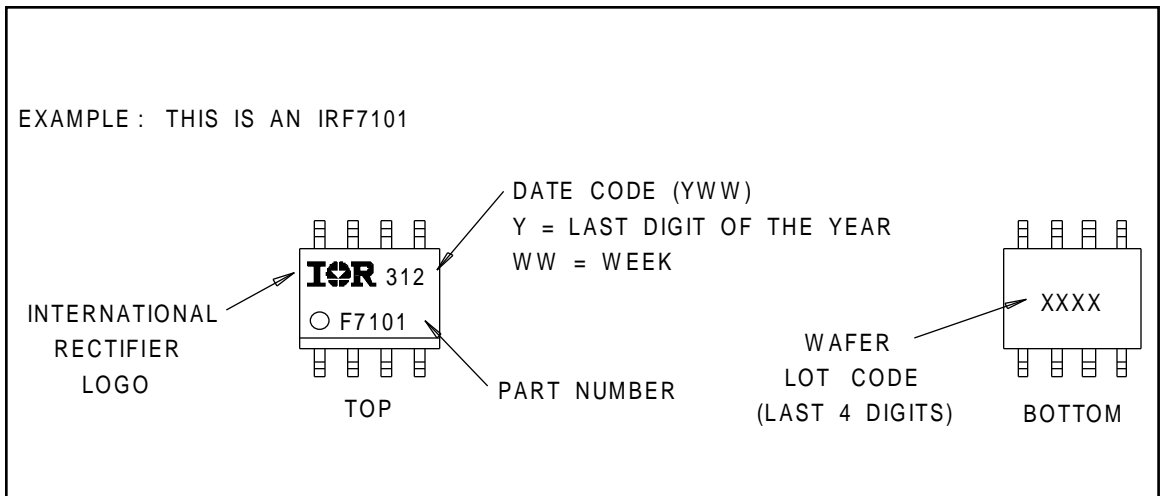 EXAMPLE : THIS IS AN IRF7101
DATE CODE (YWW)
Y = LAST DIGIT OF THE YEAR
WW = WEEK
IOR 312
F7101
INTERNATIONAL
RECTIFIER
LOGO
PART NUMBER
TOP
XXXX
WAFER
LOT CODE
(LAST 4 DIGITS)
BOTTOM